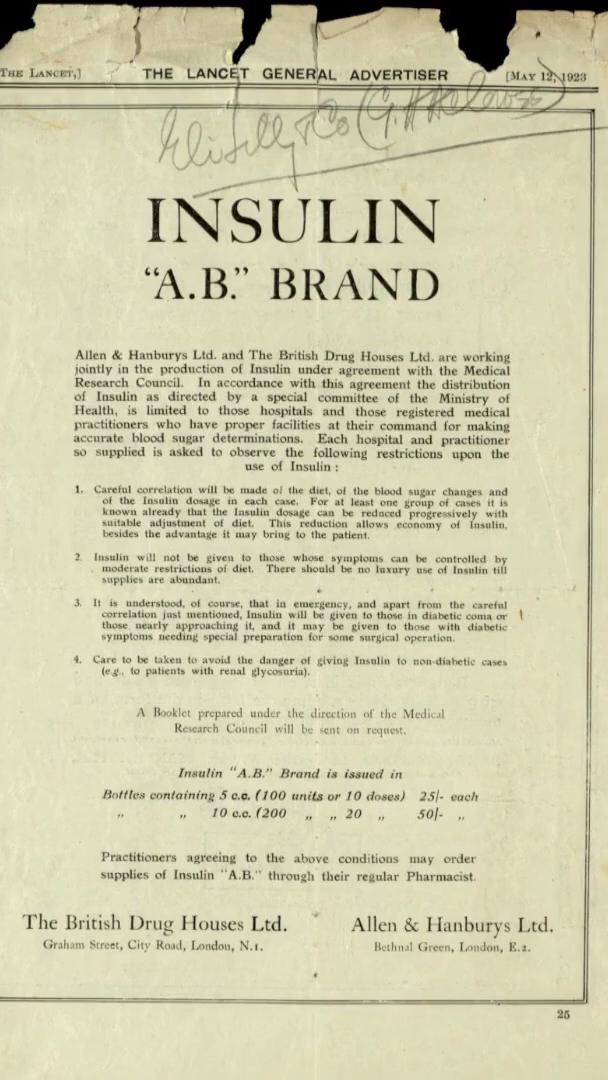 THE LANCET,]
THE LANCET GENERAL ADVERTISER
[MAY 12, 1923
Eli Lilly & Co
INSULIN
“A.B.” BRAND
Allen & Hanburys Ltd. and The British Drug Houses Ltd. are working
jointly in the production of Insulin under agreement with the Medical
Research Council. In accordance with this agreement the distribution
of Insulin as directed by a special committee of the Ministry of
Health, is limited to those hospitals and those registered medical
practitioners who have proper facilities at their command for making
accurate blood sugar determinations. Each hospital and practitioner
so supplied is asked to observe the following restrictions upon the
use of Insulin :
1. Careful correlation will be made of the diet, of the blood sugar changes and
of the Insulin dosage in each case. For at least one group of cases it is
known already that the Insulin dosage can be reduced progressively with
suitable adjustment of diet. This reduction allows economy of Insulin,
besides the advantage it may bring to the patient.
2. Insulin will not be given to those whose symptoms can be controlled by
moderate restrictions of diet. There should be no luxury use of Insulin till
supplies are abundant.
3. It is understood, of course, that in emergency, and apart from the careful
correlation just mentioned, Insulin will be given to those in diabetic coma or
those nearly approaching it, and it may be given to those with diabetic
symptoms needing special preparation for some surgical operation.
4. Care to be taken to avoid the danger of giving Insulin to non-diabetic cases
(e.g., to patients with renal glycosuria).
A Booklet prepared under the direction of the Medical
Research Council will be sent on request.
Insulin “A.B.” Brand is issued in
Bottles containing 5 c.c. (100 units or 10 doses) 25/- each
„ „ 10 c.c. (200 „ „ 20 „ 50/- „
Practitioners agreeing to the above conditions may order
supplies of Insulin “A.B.” through their regular Pharmacist.
The British Drug Houses Ltd.
Graham Street, City Road, London, N.1.
Allen & Hanburys Ltd.
Bethnal Green, London, E.2.
25